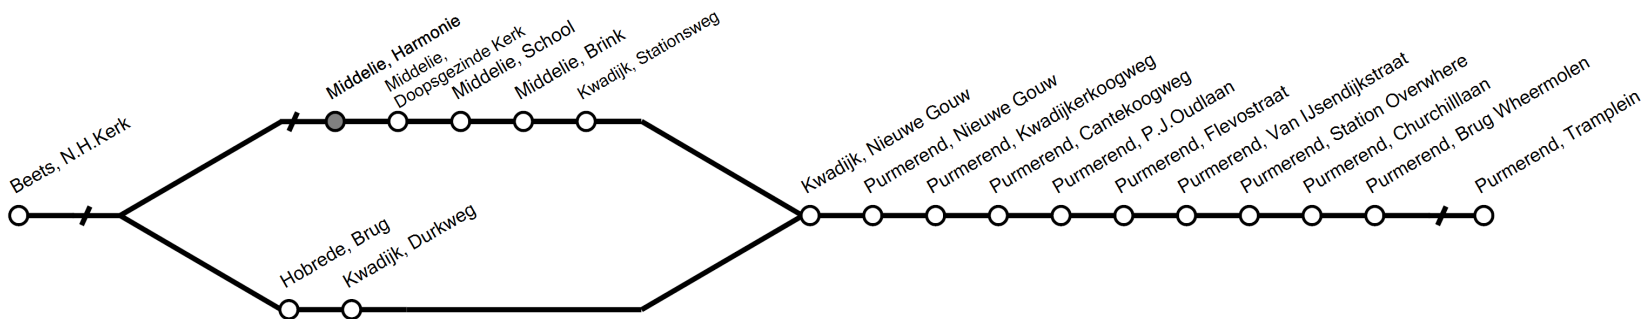 Beets, N.H.Kerk
Middelie, Harmonie
Middelie,
Doopsgezinde Kerk
Middelie, School
Middelie, Brink
Kwadijk, Stationsweg
Hobrede, Brug
Kwadijk, Durkweg
Kwadijk, Nieuwe Gouw
Purmerend, Nieuwe Gouw
Purmerend, Kwadijkerkoogweg
Purmerend, Cantekoogweg
Purmerend, P.J.Oudlaan
Purmerend, Flevostraat
Purmerend, Van IJsendijkstraat
Purmerend, Station Overwhere
Purmerend, Churchilllaan
Purmerend, Brug Wheermolen
Purmerend, Tramplein